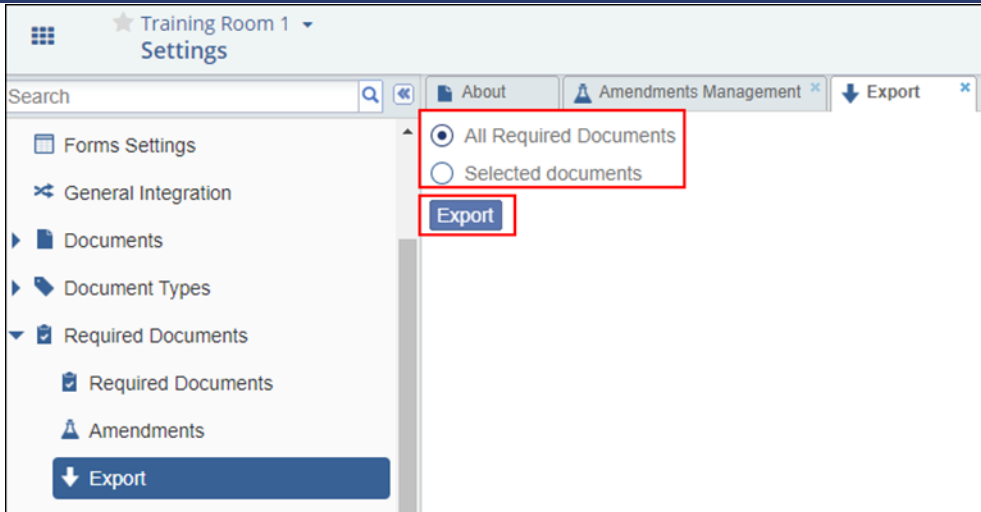 Training Room 1
Settings
Search
About
Amendments Management
Export
Forms Settings
General Integration
Documents
Document Types
Required Documents
Required Documents
Amendments
Export
All Required Documents
Selected documents
Export